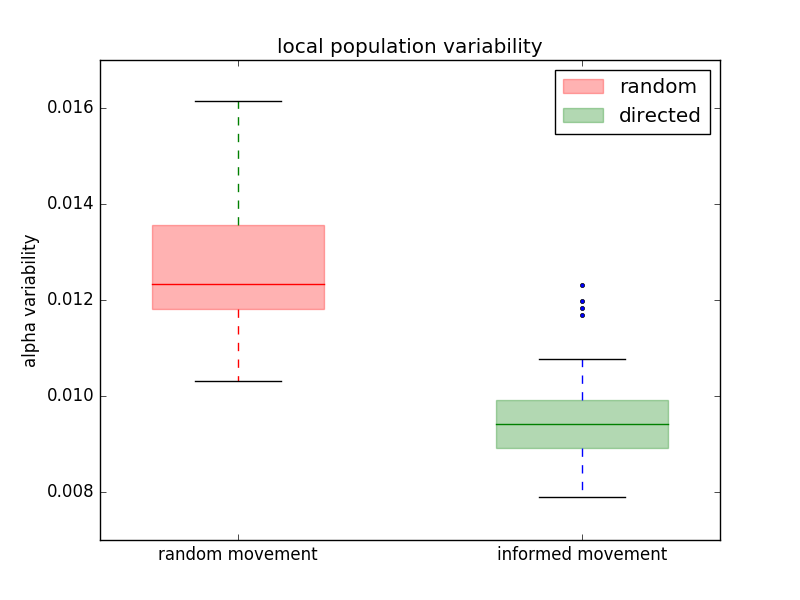 local population variability
random
directed
0.016
0.014
0.012
0.010
0.008
alpha variability
random movement
informed movement